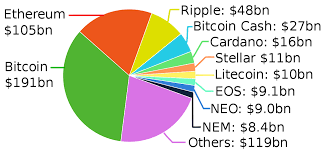 Ethereum
$105bn
Bitcoin
$191bn
Ripple: $48bn
Bitcoin Cash: $27bn
Cardano: $16bn
Stellar $11bn
Litecoin: $10bn
EOS: $9.1bn
NEO: $9.0bn
NEM: $8.4bn
Others: $119bn